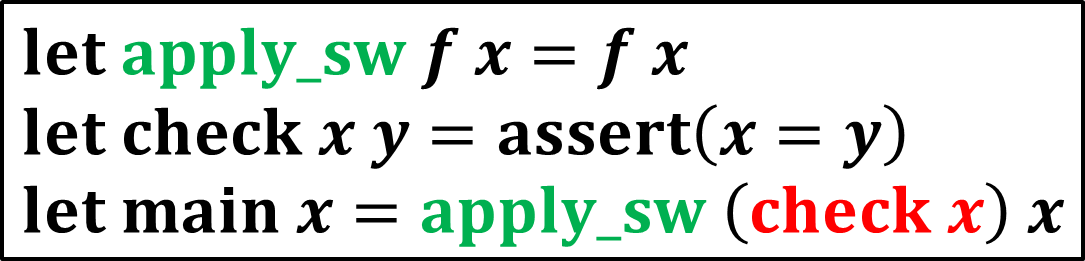 let apply_sw f x = f x
let check x y = assert(x = y)
let main x = apply_sw (check x) x